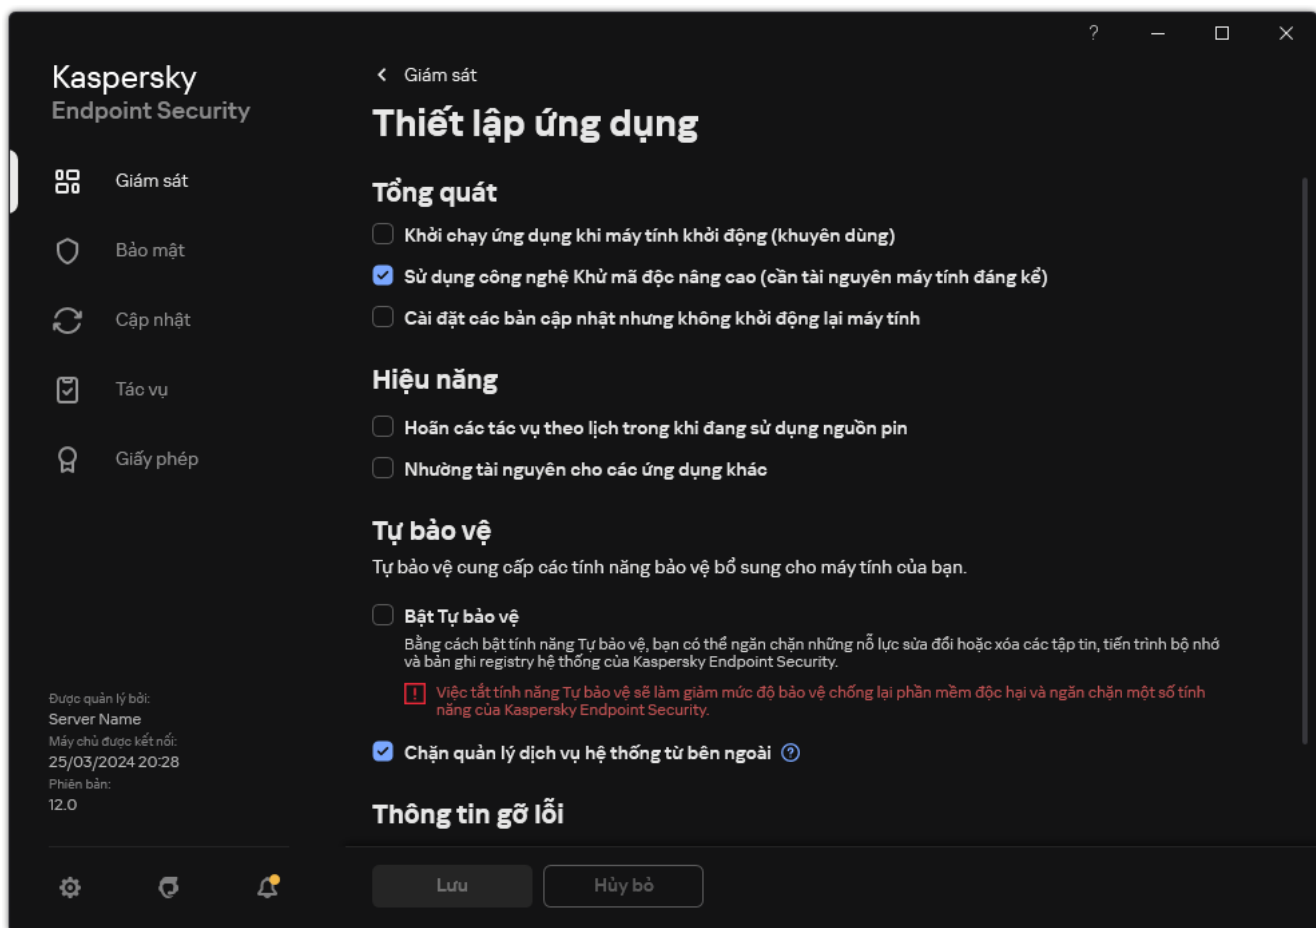 Kaspersky
Endpoint Security
Giám sát
Bảo mật
Cập nhật
Tác vụ
Giấy phép
Được quản lý bởi:
Server Name
Máy chủ được kết nối:
25/03/2024 20:28
Phiên bản:
12.0
Giám sát
Thiết lập ứng dụng
Tổng quát
Khởi chạy ứng dụng khi máy tính khởi động (khuyên dùng)
Sử dụng công nghệ Khử mã độc nâng cao (cần tài nguyên máy tính đáng kể)
Cài đặt các bản cập nhật nhưng không khởi động lại máy tính
Hiệu năng
Hoãn các tác vụ theo lịch trong khi đang sử dụng nguồn pin
Nhường tài nguyên cho các ứng dụng khác
Tự bảo vệ
Tự bảo vệ cung cấp các tính năng bảo vệ bổ sung cho máy tính của bạn.
Bật Tự bảo vệ
Bằng cách bật tính năng Tự bảo vệ, bạn có thể ngăn chặn những nỗ lực sửa đổi hoặc xóa các tập tin, tiến trình bộ nhớ
và bản ghi registry hệ thống của Kaspersky Endpoint Security.
Việc tắt tính năng Tự bảo vệ sẽ làm giảm mức độ bảo vệ chống lại phần mềm độc hại và ngăn chặn một số tính
năng của Kaspersky Endpoint Security.
Chặn quản lý dịch vụ hệ thống từ bên ngoài
Thông tin gỡ lỗi
Lưu
Hủy bỏ